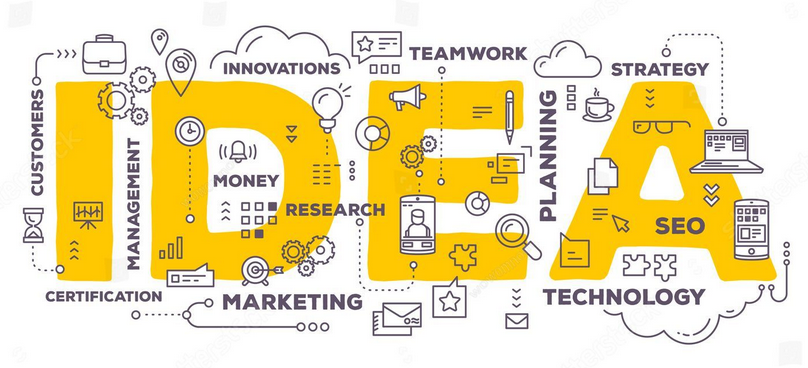 IDEA
CUSTOMERS
MANAGEMENT
INNOVATIONS
MONEY
RESEARCH
TEAMWORK
PLANNING
STRATEGY
SEO
CERTIFICATION
MARKETING
TECHNOLOGY